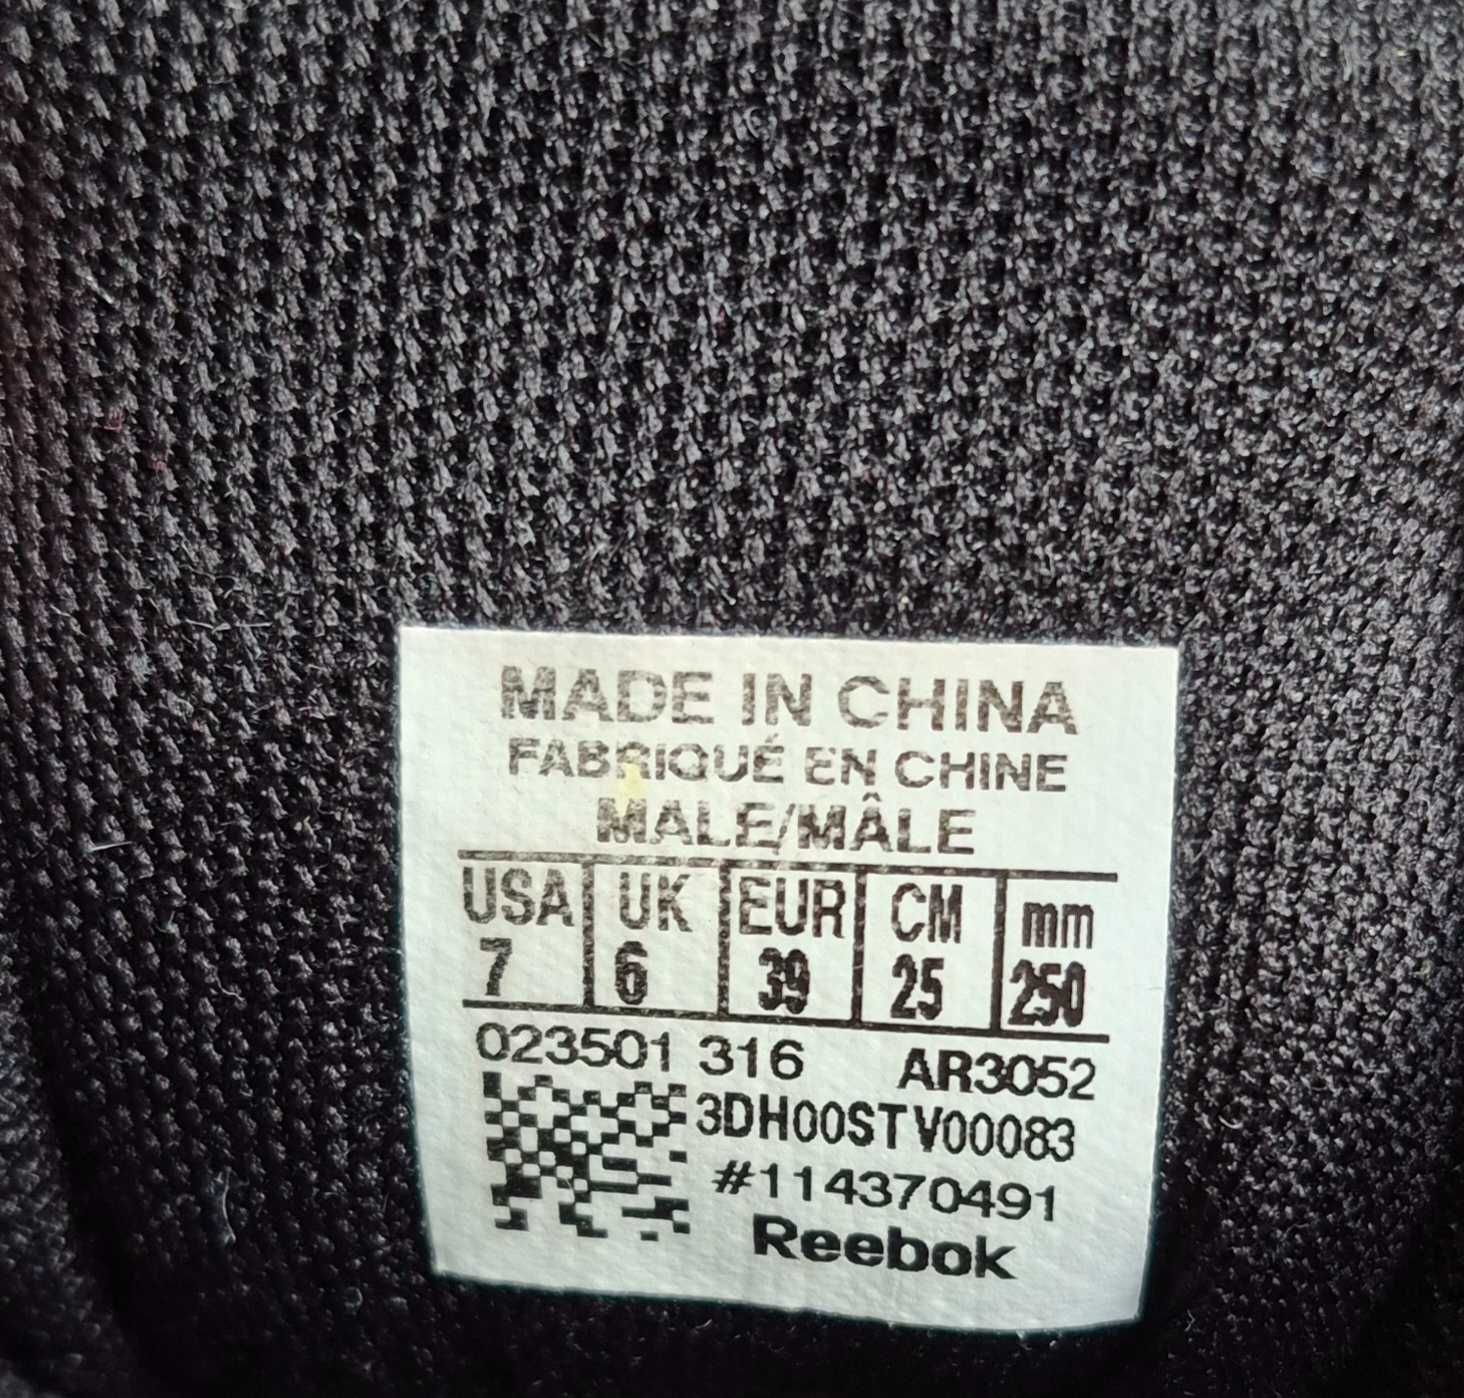 MADE IN CHINA
FABRIQUÉ EN CHINE
MALE/MÂLE
USA UK EUR CM mm
7 6 39 25 250
023501 316 AR3052
3DH00STV00083
#114370491
Reebok